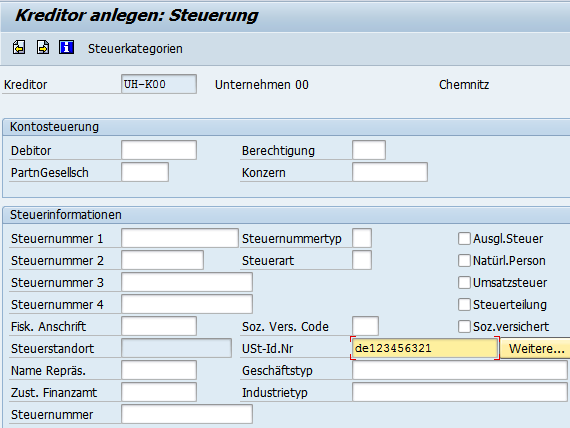 Kreditor anlegen: Steuerung
Steuerkategorien
Kreditor UH-K00 Unternehmen 00 Chemnitz
Kontosteuerung
Debitor Berechtigung
PartnGesellsch Konzern
Steuerinformationen
Steuernummer 1 Steuernummertyp Ausgl.Steuer
Steuernummer 2 Steuerart Natürl.Person
Steuernummer 3 Umsatzsteuer
Steuernummer 4 Steuerteilung
Fisk. Anschrift Soz. Vers. Code Soz.versichert
Steuerstandort USt-Id.Nr de123456321 Weitere...
Name Repräs. Geschäftstyp
Zust. Finanzamt Industrietyp
Steuernummer